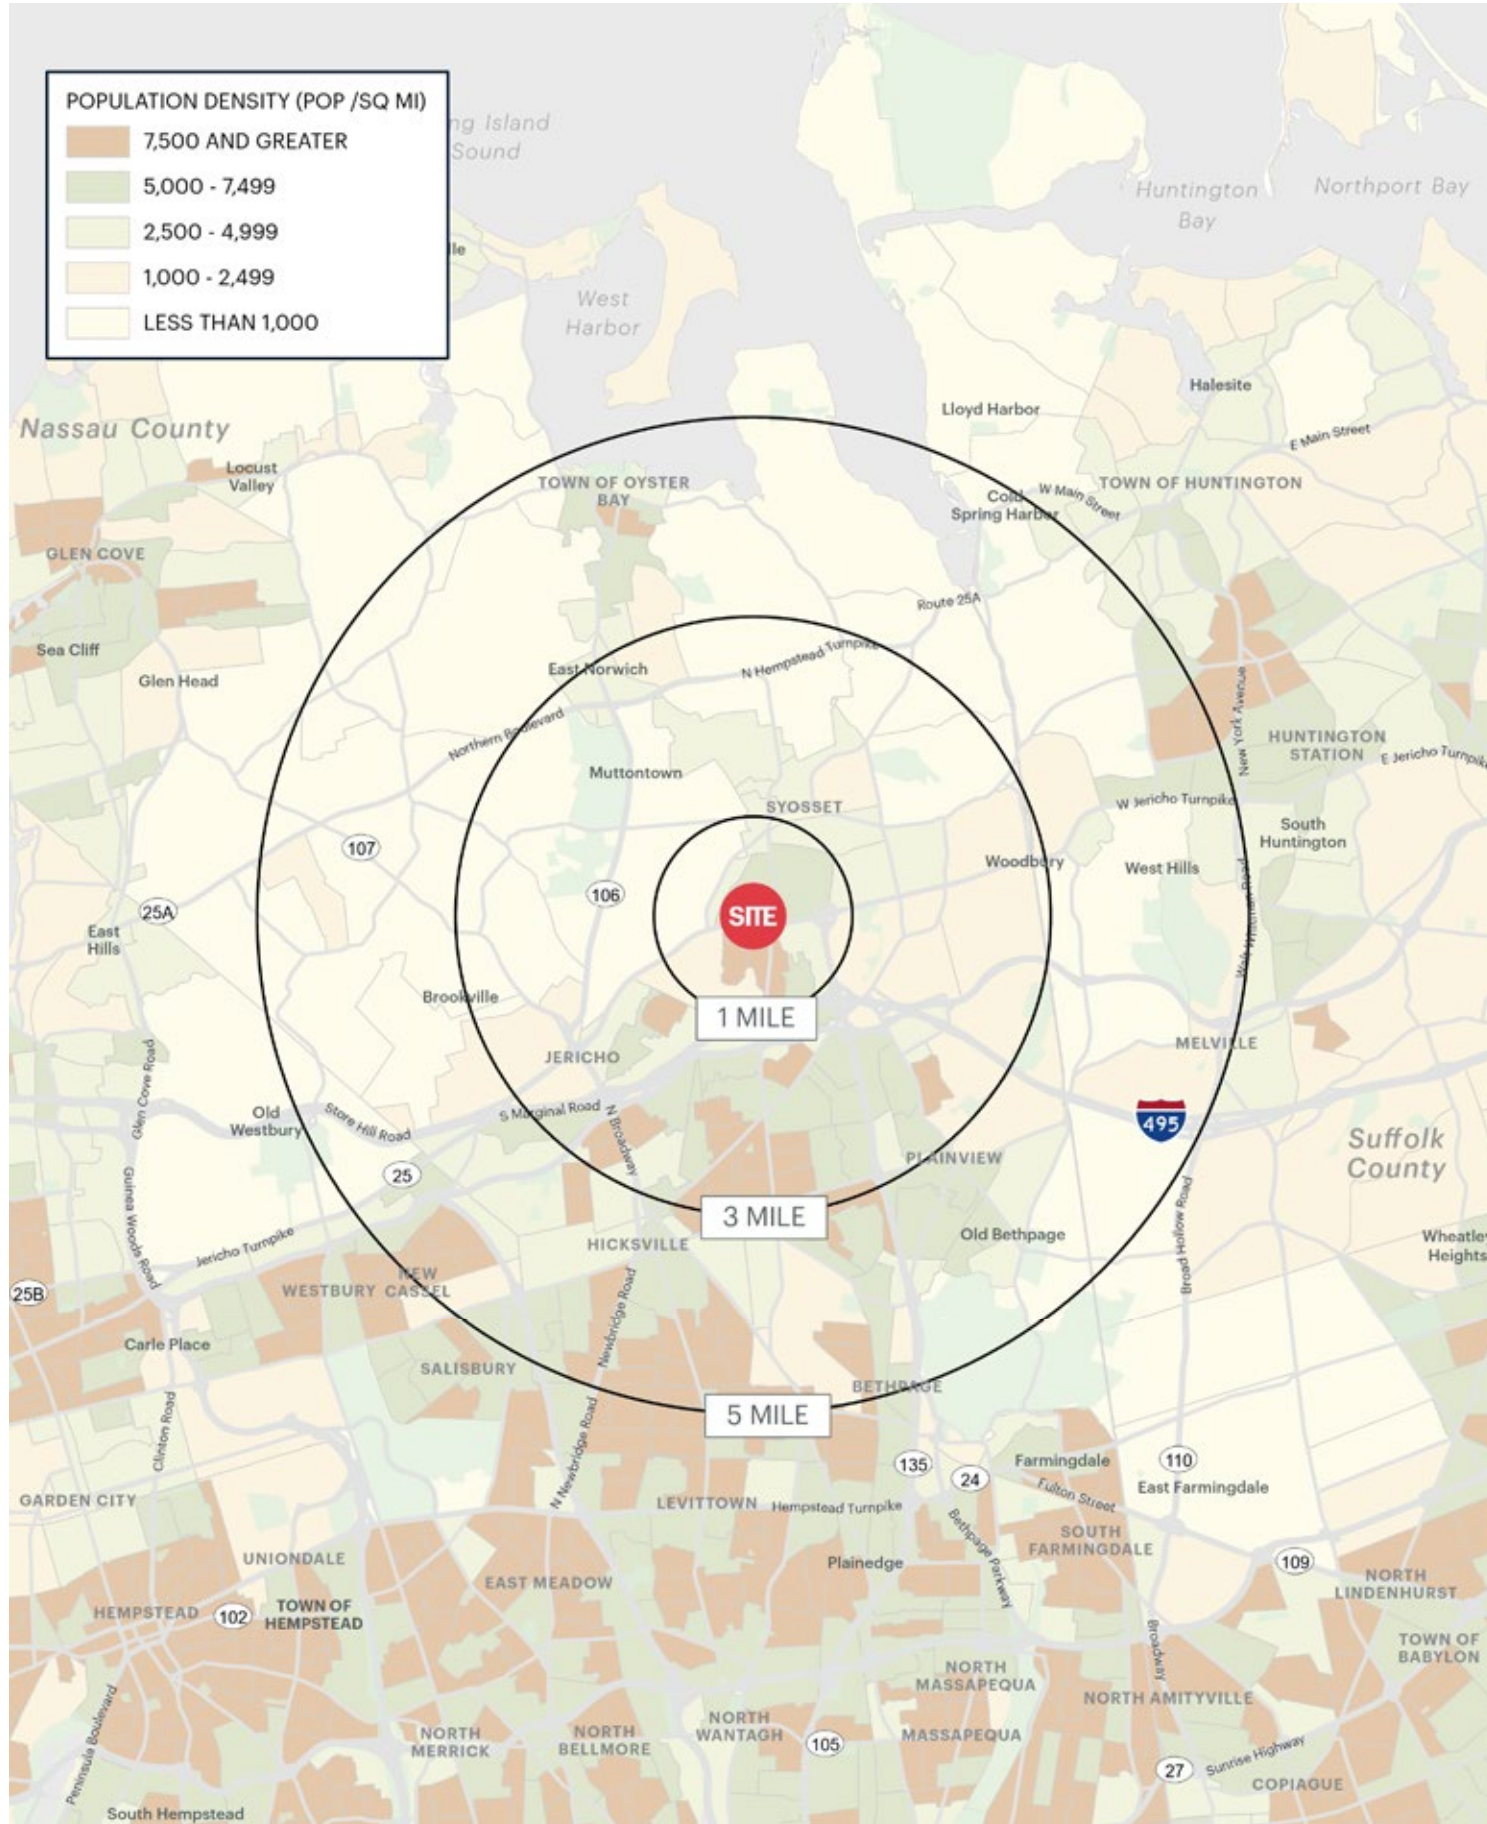 POPULATION DENSITY (POP /SQ MI)
7,500 AND GREATER
5,000 - 7,499
2,500 - 4,999
1,000 - 2,499
LESS THAN 1,000
ng Island
Sound
Huntington
Bay
Northport Bay
lle
West
Harbor
Halesite
Lloyd Harbor
Nassau County
E Main Street
Locust
Valley
TOWN OF OYSTER
BAY
Cold
Spring Harbor
W Main Street
TOWN OF HUNTINGTON
GLEN COVE
Route 25A
Sea Cliff
Glen Head
East Norwich
N Hempstead Turnpike
New York Avenue
Northern Boulevard
HUNTINGTON
STATION
E Jericho Turnpike
Muttontown
SYOSSET
W Jericho Turnpike
South
Huntington
107
Woodbury
West Hills
106
25A
SITE
East
Hills
Walt Whitman Road
Brookville
1 MILE
JERICHO
MELVILLE
Glen Cove Road
Old
Westbury
Store Hill Road
S Marginal Road
N Broadway
495
Suffolk
County
25
PLAINVIEW
Guinea Woods Road
3 MILE
Jericho Turnpike
HICKSVILLE
Old Bethpage
Broad Hollow Road
Wheatley
Heights
25B
WESTBURY
NEW
CASSEL
Newbridge Road
Carle Place
SALISBURY
BETHPAGE
5 MILE
Clinton Road
N Newbridge Road
135
24
Farmingdale
110
East Farmingdale
GARDEN CITY
LEVITTOWN
Hempstead Turnpike
Fulton Street
Bethpage Parkway
SOUTH
FARMINGDALE
UNIONDALE
Plainedge
109
EAST MEADOW
NORTH
LINDENHURST
HEMPSTEAD
102
TOWN OF
HEMPSTEAD
Broadway
TOWN OF
BABYLON
NORTH
MASSAPEQUA
NORTH AMITYVILLE
Peninsula Boulevard
NORTH
MERRICK
NORTH
BELLMORE
NORTH
WANTAGH
105
MASSAPEQUA
27
Sunrise Highway
COPIAGUE
South Hempstead